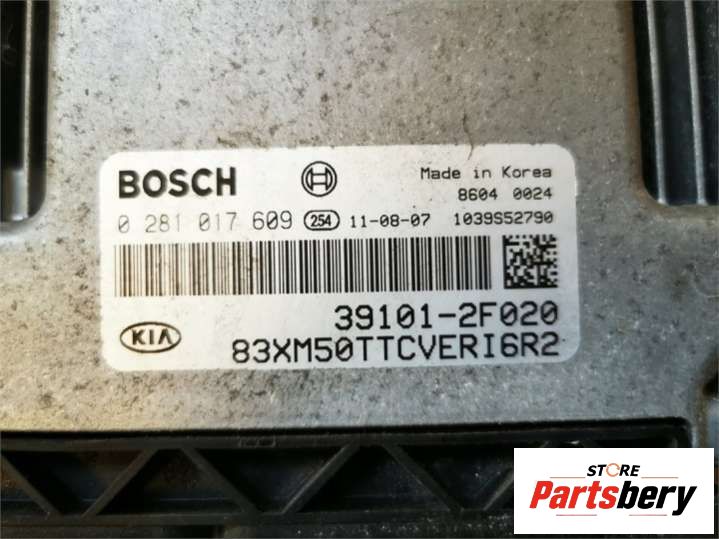 BOSCH
Made in Korea
8604 0024
0 281 017 609 254 11-08-07 1039S52790
39101-2F020
KIA
83XM50TTCVERI6R2
STORE
Partsbery